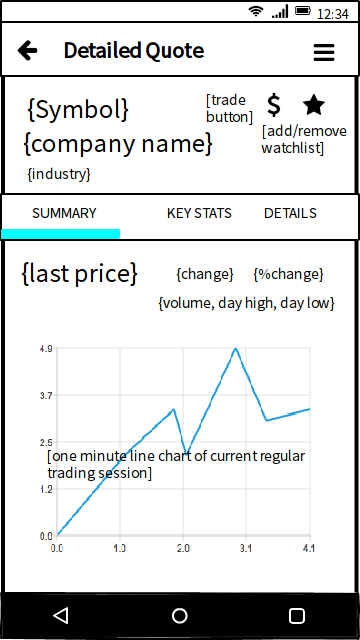 12:34
Detailed Quote
{Symbol}
[trade
button]
$
{company name}
[add/remove
watchlist]
{industry}
SUMMARY KEY STATS DETAILS
{last price} {change} {%change}
{volume, day high, day low}
4.9
3.7
2.5
[one minute line chart of current regular
trading session]
1.2
0.0
0.0 1.0 2.0 3.1 4.1